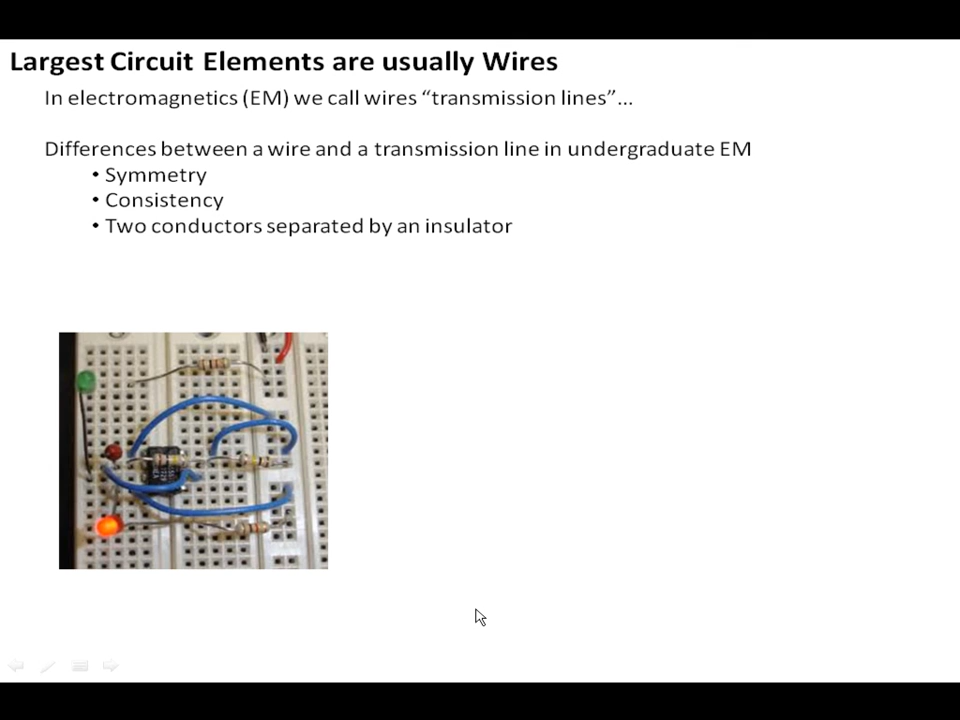 Largest Circuit Elements are usually Wires
In electromagnetics (EM) we call wires “transmission lines”...
Differences between a wire and a transmission line in undergraduate EM
• Symmetry
• Consistency
• Two conductors separated by an insulator